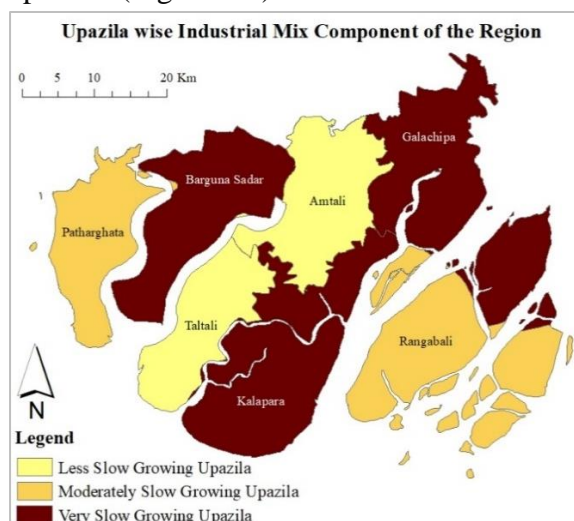 Upazila wise Industrial Mix Component of the Region
0 5 10 20 Km
Galachipa
Barguna Sadar
Amtali
Patharghata
Taltali
Rangabali
Kalapara
N
Legend
Less Slow Growing Upazila
Moderately Slow Growing Upazila
Very Slow Growing Upazila